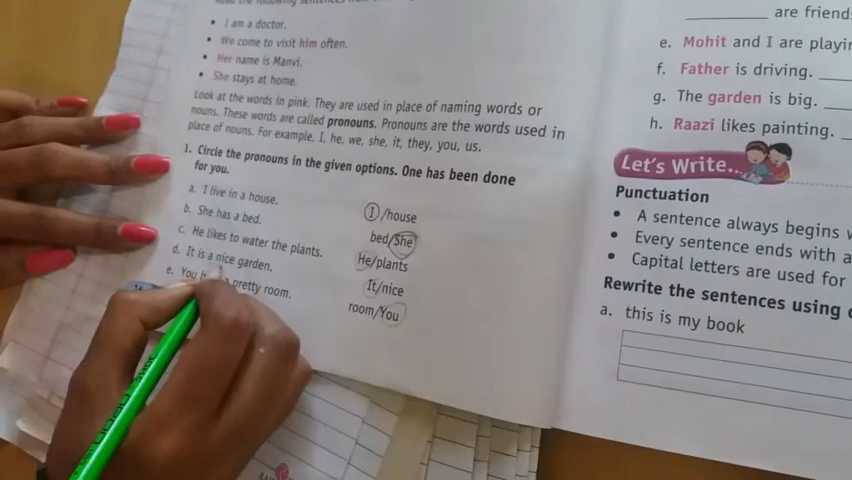 Read the following sentences
• I am a doctor.
• We come to visit him often.
• Her name is Manvi.
• She stays at home.
Look at the words in pink. They are used in place of naming words or
nouns. These words are called pronouns. Pronouns are the words used in
place of nouns. For example, I, he, we, she, it, they, you, us.
1. Circle the pronouns in the given options. One has been done
for you.
a. I live in a house. I/house
b. She has a bed. bed/She
c. He likes to water the plants. He/plants
d. It is a nice garden. It/nice
e. You pretty room. room/You
are friend
e. Mohit and I are playi
f. Father is driving.
g. The garden is big.
h. Raazi likes painting.
Let's Write...
Punctuation
• A sentence always begins
• Every sentence ends with a
• Capital letters are used for
Rewrite the sentences using
a. this is my book